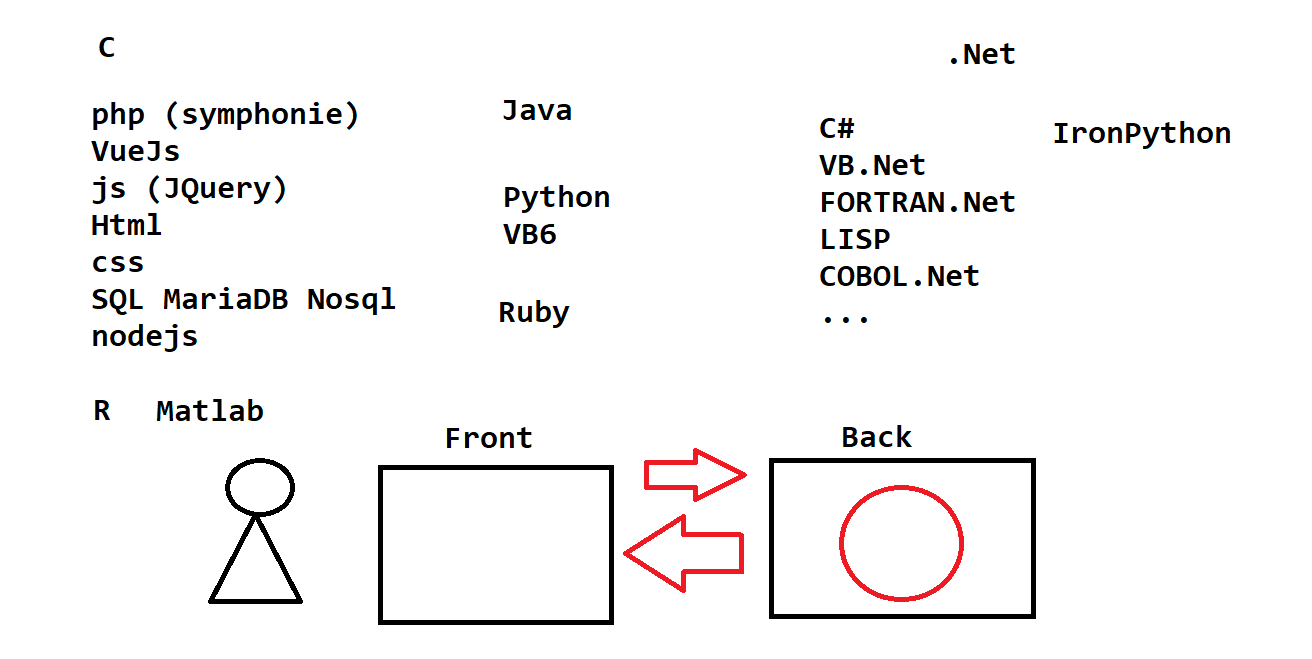 C
.Net
php (symphonie)
VueJs
js (JQuery)
Html
css
SQL MariaDB Nosql
nodejs
Java
Python
VB6
Ruby
C#
VB.Net
FORTRAN.Net
LISP
COBOL.Net
...
IronPython
R Matlab
Front
Back